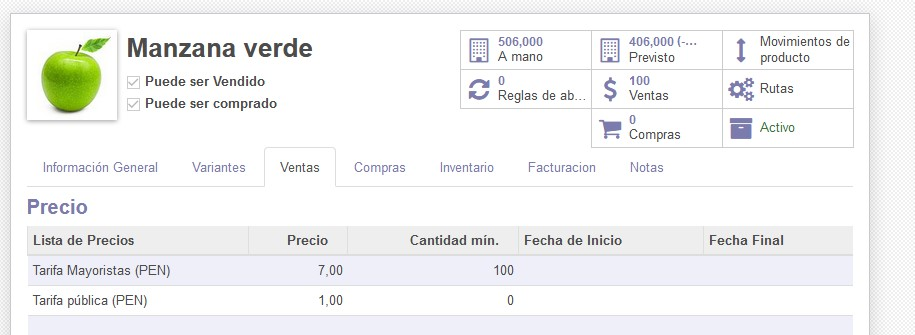 Manzana verde
Puede ser Vendido
Puede ser comprado
506,000
A mano
406,000 (-...
Previsto
Movimientos de
producto
0
Reglas de ab...
100
Ventas
Rutas
0
Compras
Activo
Información General Variantes Ventas Compras Inventario Facturacion Notas
Precio
Lista de Precios Precio Cantidad mín. Fecha de Inicio Fecha Final
Tarifa Mayoristas (PEN) 7,00 100
Tarifa pública (PEN) 1,00 0